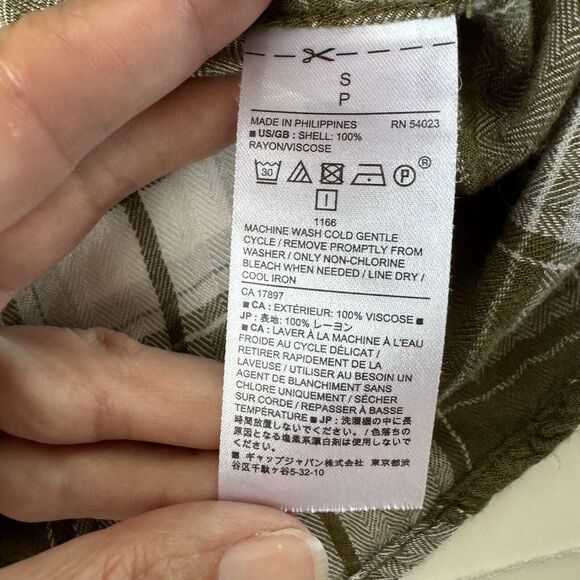 S
P
MADE IN PHILIPPINES RN 54023
■ US/GB : SHELL: 100%
RAYON/VISCOSE
30 P ®
1166
MACHINE WASH COLD GENTLE
CYCLE / REMOVE PROMPTLY FROM
WASHER / ONLY NON-CHLORINE
BLEACH WHEN NEEDED / LINE DRY /
COOL IRON
CA 17897
■ CA : EXTÉRIEUR: 100% VISCOSE ■
JP : 表地: 100% レーヨン
■ CA : LAVER À LA MACHINE À L'EAU
FROIDE AU CYCLE DÉLICAT /
RETIRER RAPIDEMENT DE LA
LAVEUSE / UTILISER AU BESOIN UN
AGENT DE BLANCHIMENT SANS
CHLORE UNIQUEMENT / SÉCHER
SUR CORDE / REPASSER À BASSE
TEMPÉRATURE ■ JP : 洗濯機の中に長
時間放置しないでください。/ 色落ちの
原因となる塩素系漂白剤は使用しないで
ください。
■ ギャップジャパン株式会社 東京都渋
谷区千駄ヶ谷5-32-10